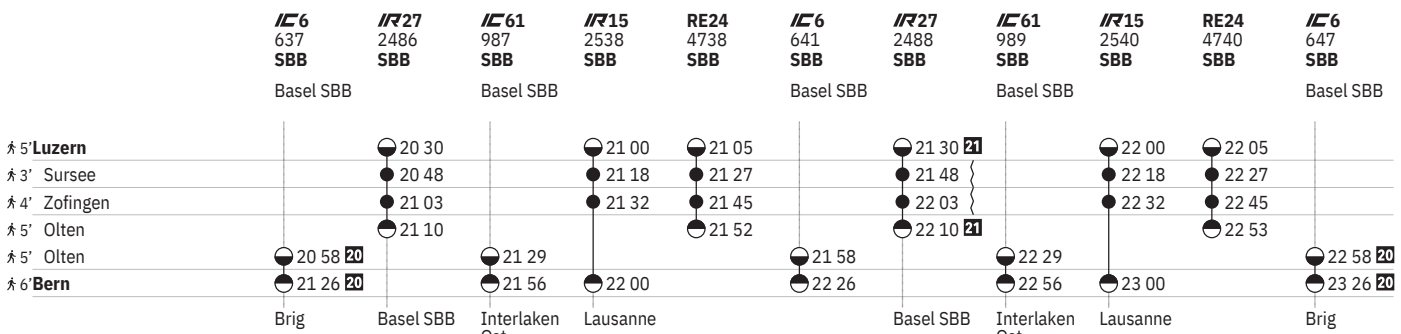 IC6 IR27 IC61 IR15 RE24 IC6 IR27 IC61 IR15 RE24 IC6
637 2486 987 2538 4738 641 2488 989 2540 4740 647
SBB SBB SBB SBB SBB SBB SBB SBB SBB SBB SBB
Basel SBB Basel SBB Basel SBB Basel SBB Basel SBB
5' Luzern 20 30 21 00 21 05 21 30 21 22 00 22 05
3' Sursee 20 48 21 18 21 27 21 48 22 18 22 27
4' Zofingen 21 03 21 32 21 45 22 03 22 32 22 45
5' Olten 21 10 21 52 22 10 21 22 53
5' Olten 20 58 20 21 29 21 58 22 29 22 58 20
6' Bern 21 26 20 21 56 22 00 22 26 22 56 23 00 23 26 20
Brig Basel SBB Interlaken Lausanne Basel SBB Interlaken Lausanne Brig